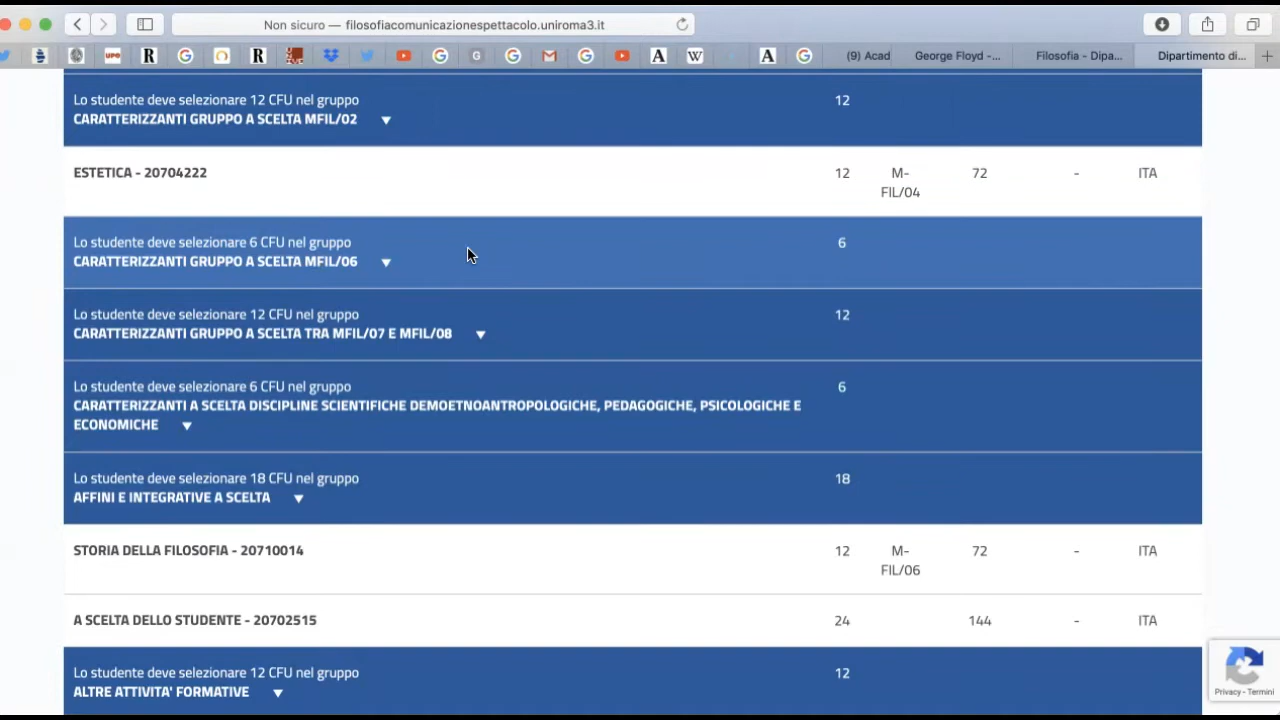 Non sicuro — filosofiacomunicazionespettacolo.uniroma3.it
UPO R G R G G G G A W A G (9) Acad George Floyd -... Filosofia - Dipa... Dipartimento di...
Lo studente deve selezionare 12 CFU nel gruppo 12
CARATTERIZZANTI GRUPPO A SCELTA MFIL/02
ESTETICA - 20704222 12 M- 72 - ITA
FIL/04
Lo studente deve selezionare 6 CFU nel gruppo 6
CARATTERIZZANTI GRUPPO A SCELTA MFIL/06
Lo studente deve selezionare 12 CFU nel gruppo 12
CARATTERIZZANTI GRUPPO A SCELTA TRA MFIL/07 E MFIL/08
Lo studente deve selezionare 6 CFU nel gruppo 6
CARATTERIZZANTI A SCELTA DISCIPLINE SCIENTIFICHE DEMOETNOANTROPOLOGICHE, PEDAGOGICHE, PSICOLOGICHE E
ECONOMICHE
Lo studente deve selezionare 18 CFU nel gruppo 18
AFFINI E INTEGRATIVE A SCELTA
STORIA DELLA FILOSOFIA - 20710014 12 M- 72 - ITA
FIL/06
A SCELTA DELLO STUDENTE - 20702515 24 144 - ITA
Lo studente deve selezionare 12 CFU nel gruppo 12
ALTRE ATTIVITA' FORMATIVE
Privacy - Termini